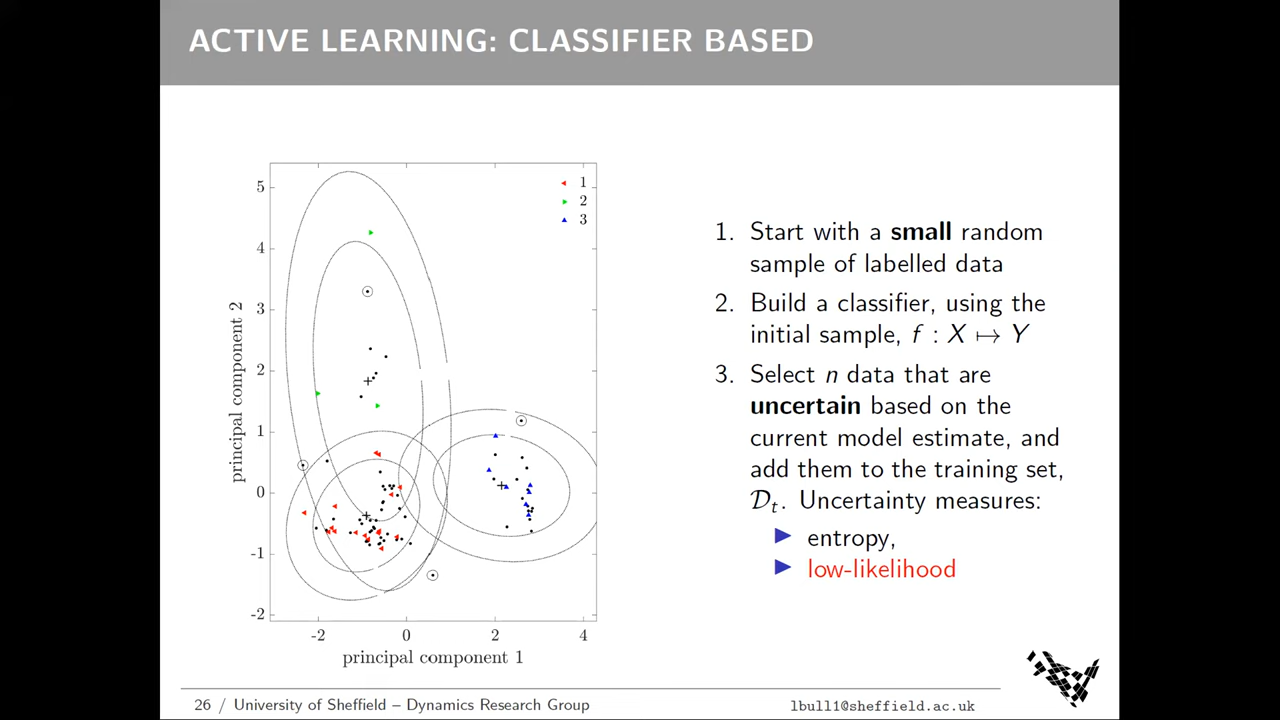 ACTIVE LEARNING: CLASSIFIER BASED
5
4
3
2
1
0
-1
-2
principal component 2
-2
0
2
4
principal component 1
1
2
3
1. Start with a small random
sample of labelled data
2. Build a classifier, using the
initial sample, f : X ↦ Y
3. Select n data that are
uncertain based on the
current model estimate, and
add them to the training set,
𝒟ₜ. Uncertainty measures:
▶ entropy,
▶ low-likelihood
26 / University of Sheffield – Dynamics Research Group
lbull1@sheffield.ac.uk